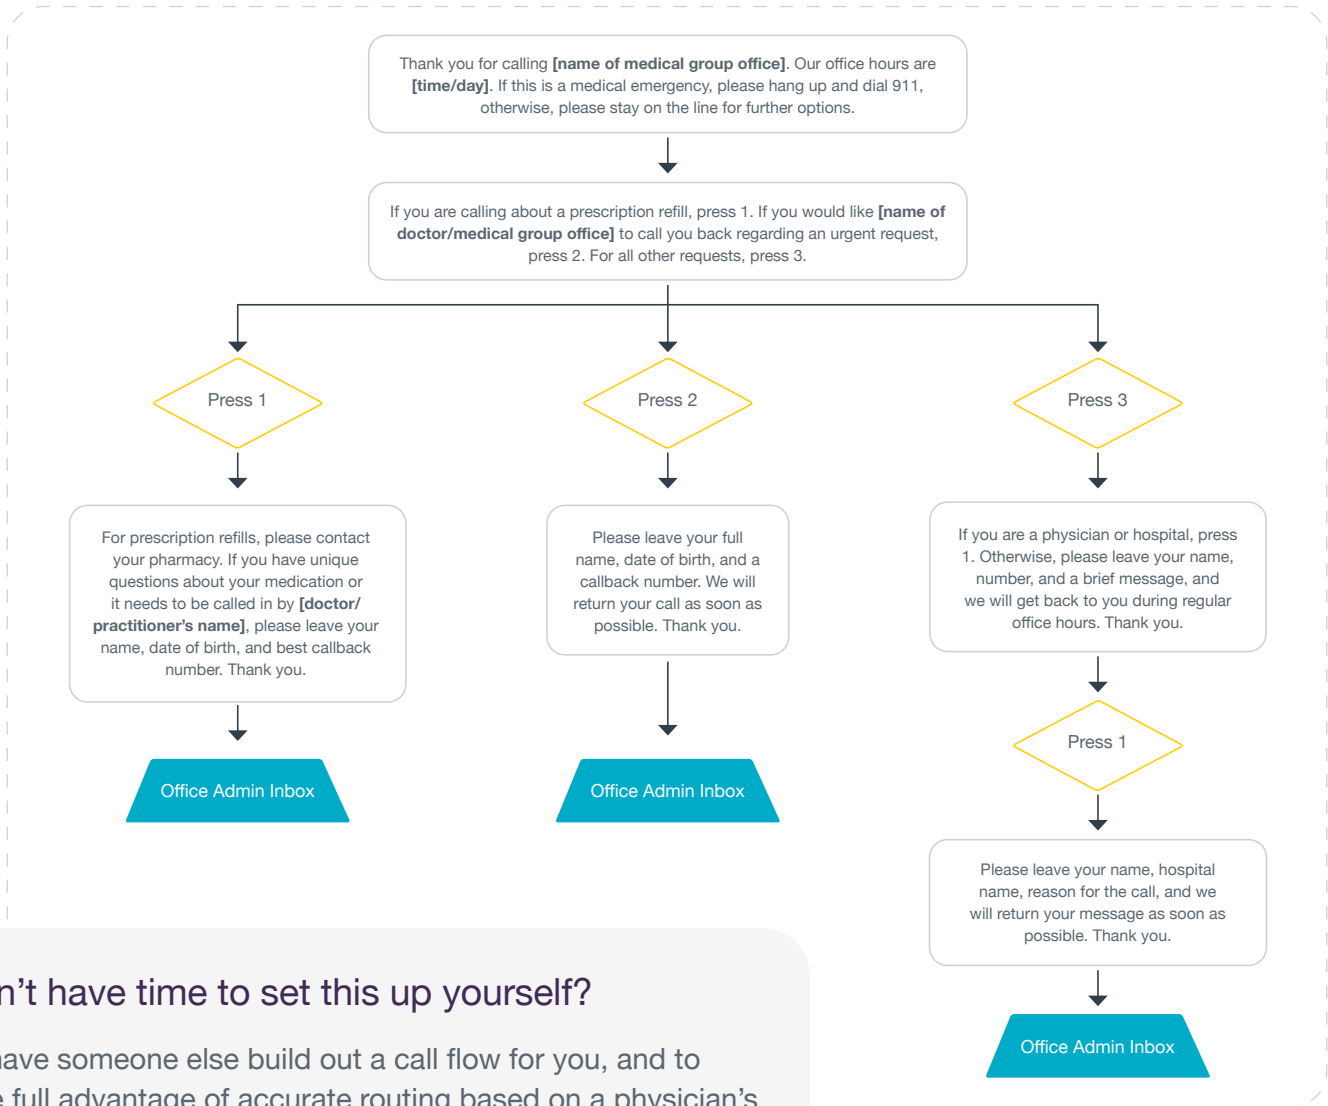 Thank you for calling [name of medical group office]. Our office hours are
[time/day]. If this is a medical emergency, please hang up and dial 911,
otherwise, please stay on the line for further options.
If you are calling about a prescription refill, press 1. If you would like [name of
doctor/medical group office] to call you back regarding an urgent request,
press 2. For all other requests, press 3.
Press 1
Press 2
Press 3
For prescription refills, please contact
your pharmacy. If you have unique
questions about your medication or
it needs to be called in by [doctor/
practitioner's name], please leave your
name, date of birth, and best callback
number. Thank you.
Please leave your full
name, date of birth, and a
callback number. We will
return your call as soon as
possible. Thank you.
If you are a physician or hospital, press
1. Otherwise, please leave your name,
number, and a brief message, and
we will get back to you during regular
office hours. Thank you.
Press 1
Office Admin Inbox
Office Admin Inbox
Please leave your name, hospital
name, reason for the call, and we
will return your message as soon as
possible. Thank you.
Office Admin Inbox
n't have time to set this up yourself?
have someone else build out a call flow for you, and to
full advantage of accurate routing based on a physician's